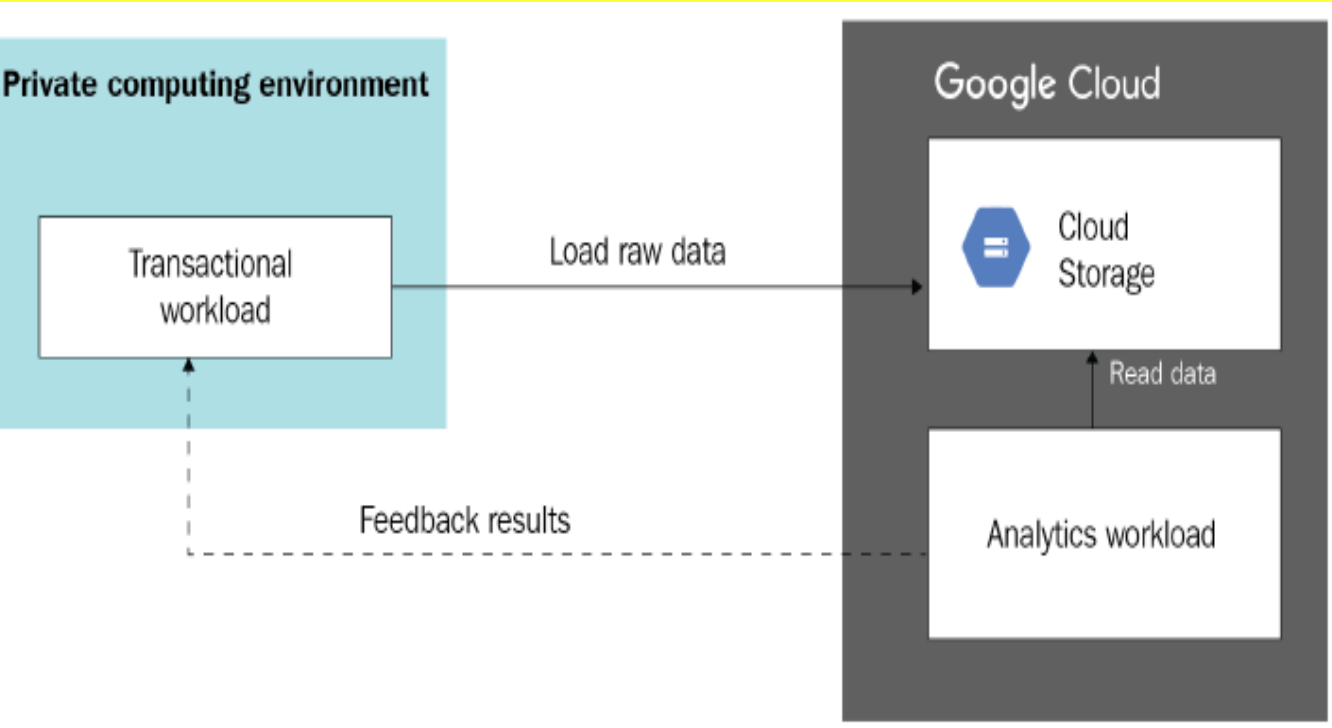 Private computing environment
Google Cloud
Transactional
workload
Load raw data
Cloud
Storage
Read data
Feedback results
Analytics workload